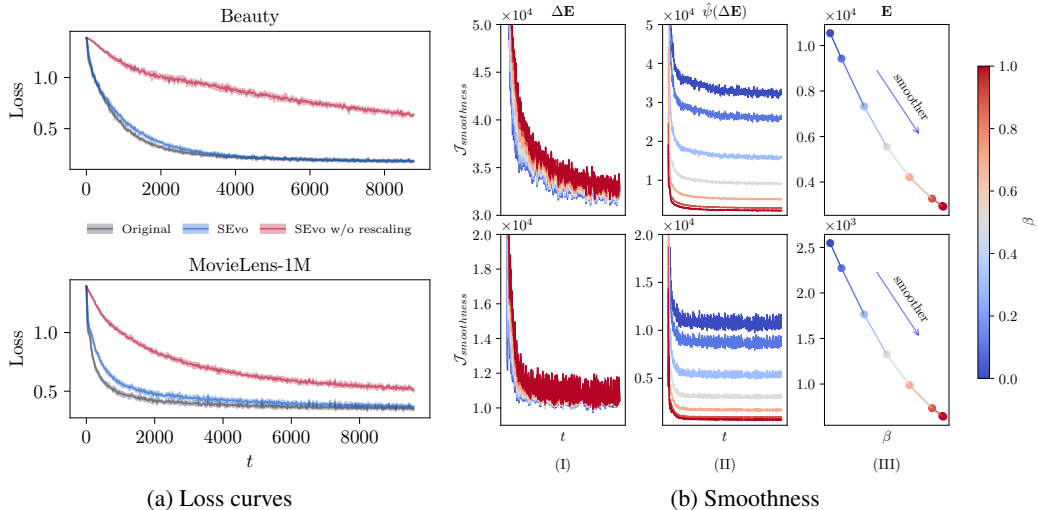 Beauty
Loss
1.0
0.5
0 2000 4000 6000 8000
Original SEvo SEvo w/o rescaling
MovieLens-1M
Loss
1.0
0.5
0 2000 4000 6000 8000
t
(a) Loss curves
×10⁴ ΔE
𝒥smoothness
5.0
4.5
4.0
3.5
3.0
×10⁴ ψ̂(ΔE)
5
4
3
2
1
×10⁴ E
1.0
0.8
0.6
0.4
smoother
×10⁴
𝒥smoothness
2.0
1.8
1.6
1.4
1.2
1.0
t
(I)
×10⁴
2.0
1.5
1.0
0.5
t
(II)
×10³
2.5
2.0
1.5
1.0
smoother
β
(III)
1.0
0.8
0.6
0.4
0.2
0.0
β
(b) Smoothness